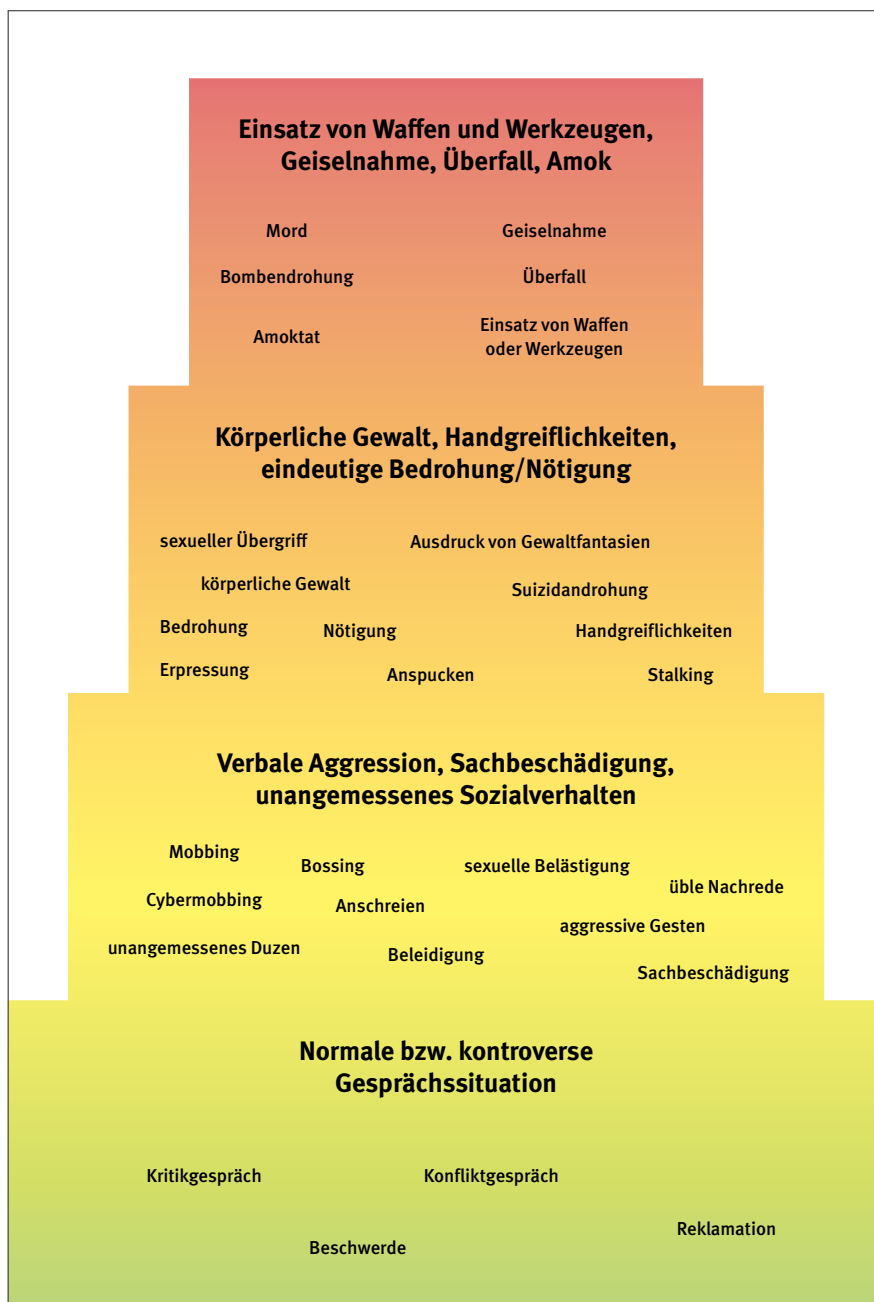 Einsatz von Waffen und Werkzeugen,
Geiselnahme, Überfall, Amok
Mord
Geiselnahme
Bombendrohung
Überfall
Amoktat
Einsatz von Waffen
oder Werkzeugen
Körperliche Gewalt, Handgreiflichkeiten,
eindeutige Bedrohung/Nötigung
sexueller Übergriff
Ausdruck von Gewaltfantasien
körperliche Gewalt
Suizidandrohung
Bedrohung
Nötigung
Handgreiflichkeiten
Erpressung
Anspucken
Stalking
Verbale Aggression, Sachbeschädigung,
unangemessenes Sozialverhalten
Mobbing
Bossing
sexuelle Belästigung
üble Nachrede
Cybermobbing
Anschreien
aggressive Gesten
unangemessenes Duzen
Beleidigung
Sachbeschädigung
Normale bzw. kontroverse
Gesprächssituation
Kritikgespräch
Konfliktgespräch
Reklamation
Beschwerde